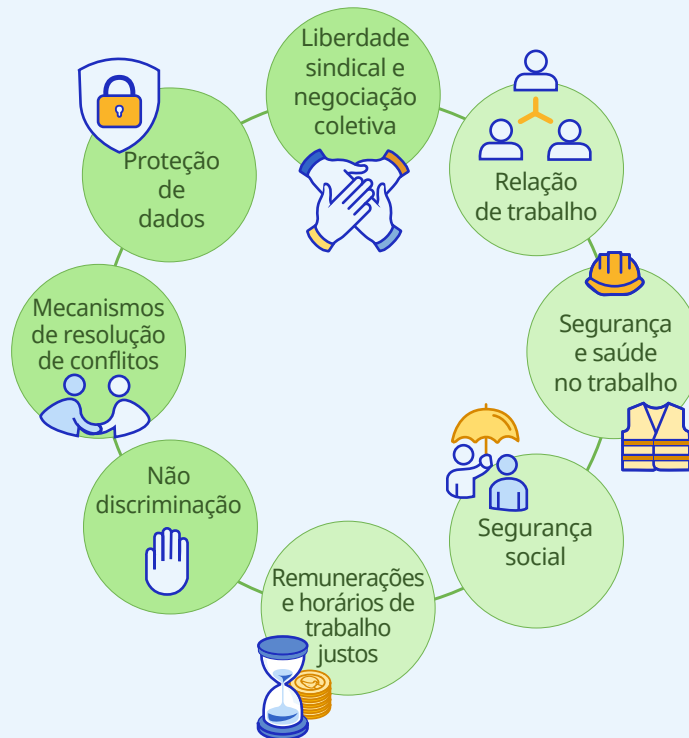 Liberdade
sindical e
negociação
coletiva
Relação
de trabalho
Segurança
e saúde
no trabalho
Segurança
social
Remunerações
e horários de
trabalho
justos
Não
discriminação
Mecanismos
de resolução
de conflitos
Proteção
de
dados